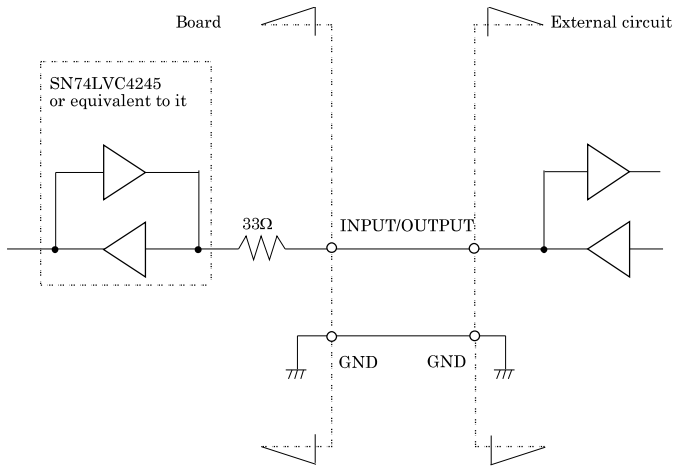 Board
External circuit
SN74LVC4245
or equivalent to it
33Ω
INPUT/OUTPUT
GND
GND